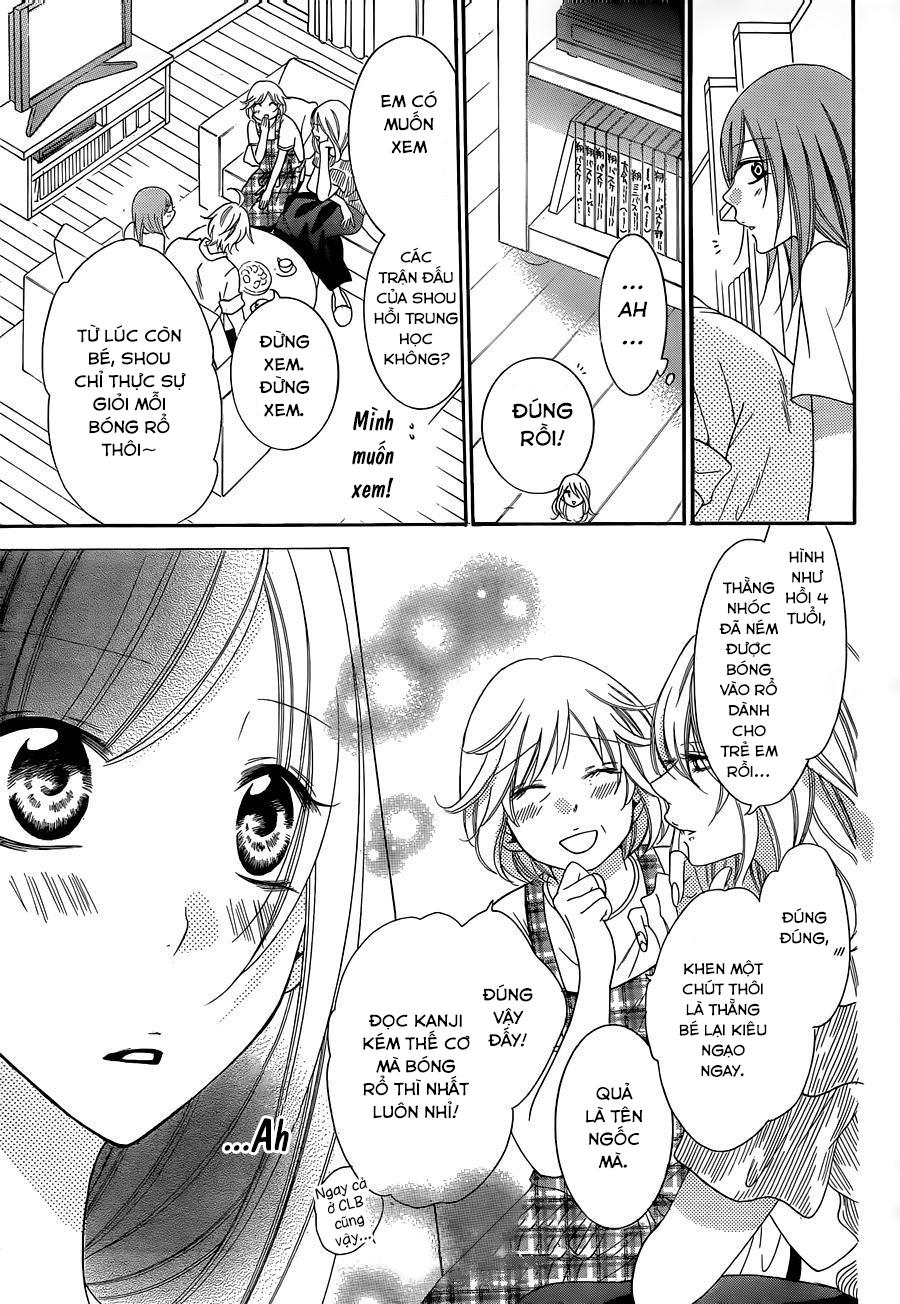 ...
AH
...
ĐÚNG
RỒI!
EM CÓ
MUỐN
XEM
CÁC
TRẬN ĐẤU
CỦA SHOU
HỒI TRUNG
HỌC
KHÔNG?
Mình
muốn
xem!
ĐỪNG
XEM.
ĐỪNG
XEM.
TỪ LÚC CÒN
BÉ, SHOU
CHỈ THỰC SỰ
GIỎI MỖI
BÓNG RỔ
THÔI~
HÌNH
NHƯ
HỒI 4
TUỔI,
THẰNG
NHÓC
ĐÃ NÉM
ĐƯỢC
BÓNG
VÀO RỔ
DÀNH
CHO
TRẺ EM
RỒI...
ĐÚNG
ĐÚNG,
KHEN MỘT
CHÚT THÔI
LÀ THẰNG
BÉ LẠI KIÊU
NGẠO
NGAY.
QUẢ
LÀ TÊN
NGỐC
MÀ.
ĐÚNG
VẬY
ĐẤY!
ĐỌC KANJI
KÉM THẾ CƠ
MÀ BÓNG
RỔ THÌ NHẤT
LUÔN NHỈ!
Ngay cả
ở CLB
cũng
vậy...
...Ah